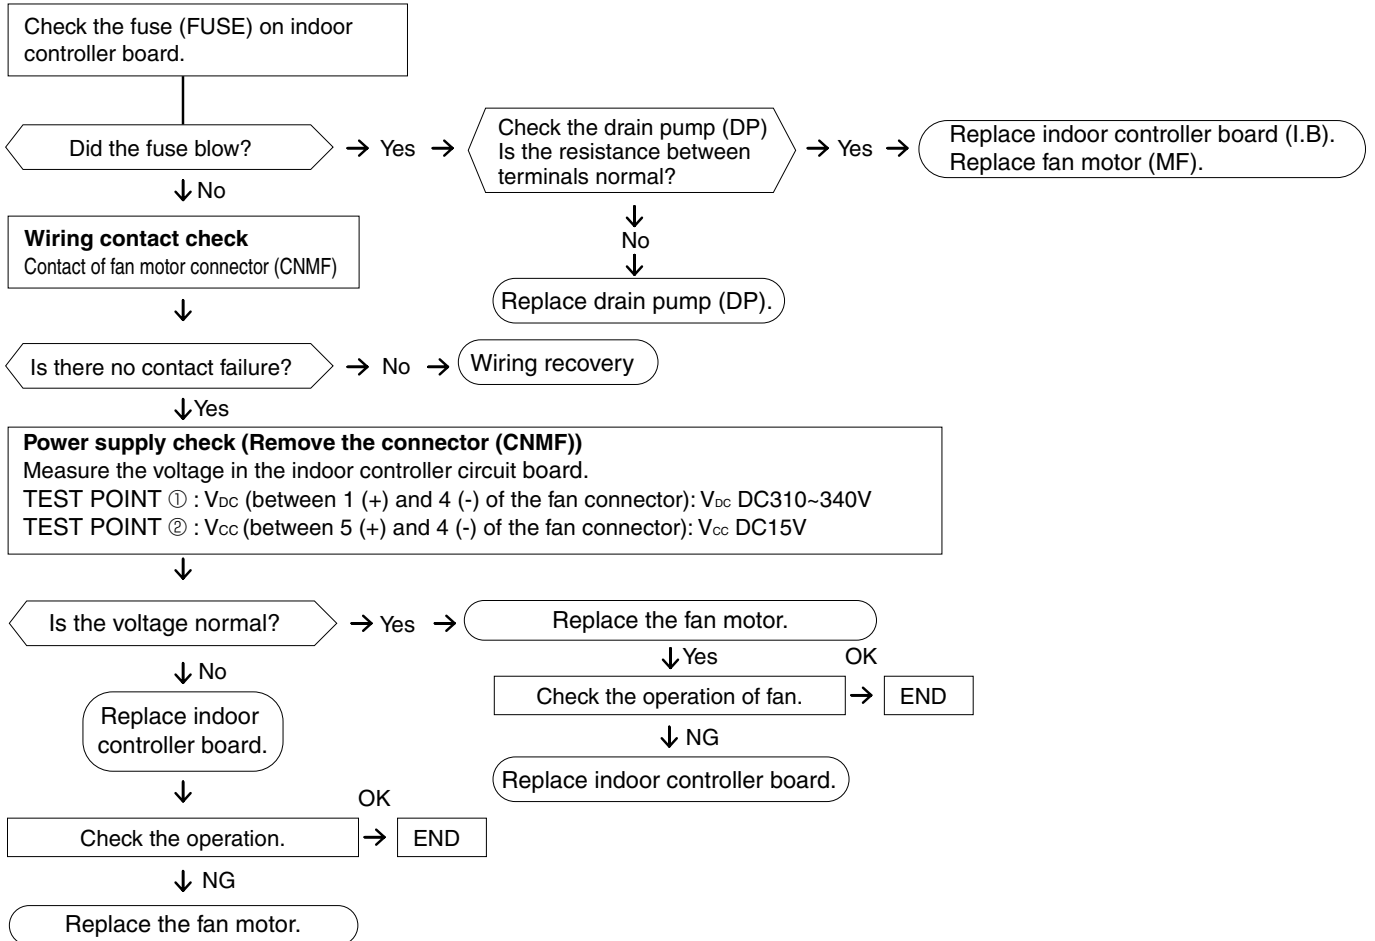 Check the fuse (FUSE) on indoor
controller board.
Did the fuse blow?
Yes
Check the drain pump (DP)
Is the resistance between
terminals normal?
Yes
Replace indoor controller board (I.B).
Replace fan motor (MF).
No
No
Replace drain pump (DP).
Wiring contact check
Contact of fan motor connector (CNMF)
Is there no contact failure?
No
Wiring recovery
Yes
Power supply check (Remove the connector (CNMF))
Measure the voltage in the indoor controller circuit board.
TEST POINT ① : VDC (between 1 (+) and 4 (-) of the fan connector): VDC DC310~340V
TEST POINT ② : VCC (between 5 (+) and 4 (-) of the fan connector): VCC DC15V
Is the voltage normal?
Yes
Replace the fan motor.
Yes
OK
Check the operation of fan.
END
NG
Replace indoor controller board.
No
Replace indoor
controller board.
OK
Check the operation.
END
NG
Replace the fan motor.